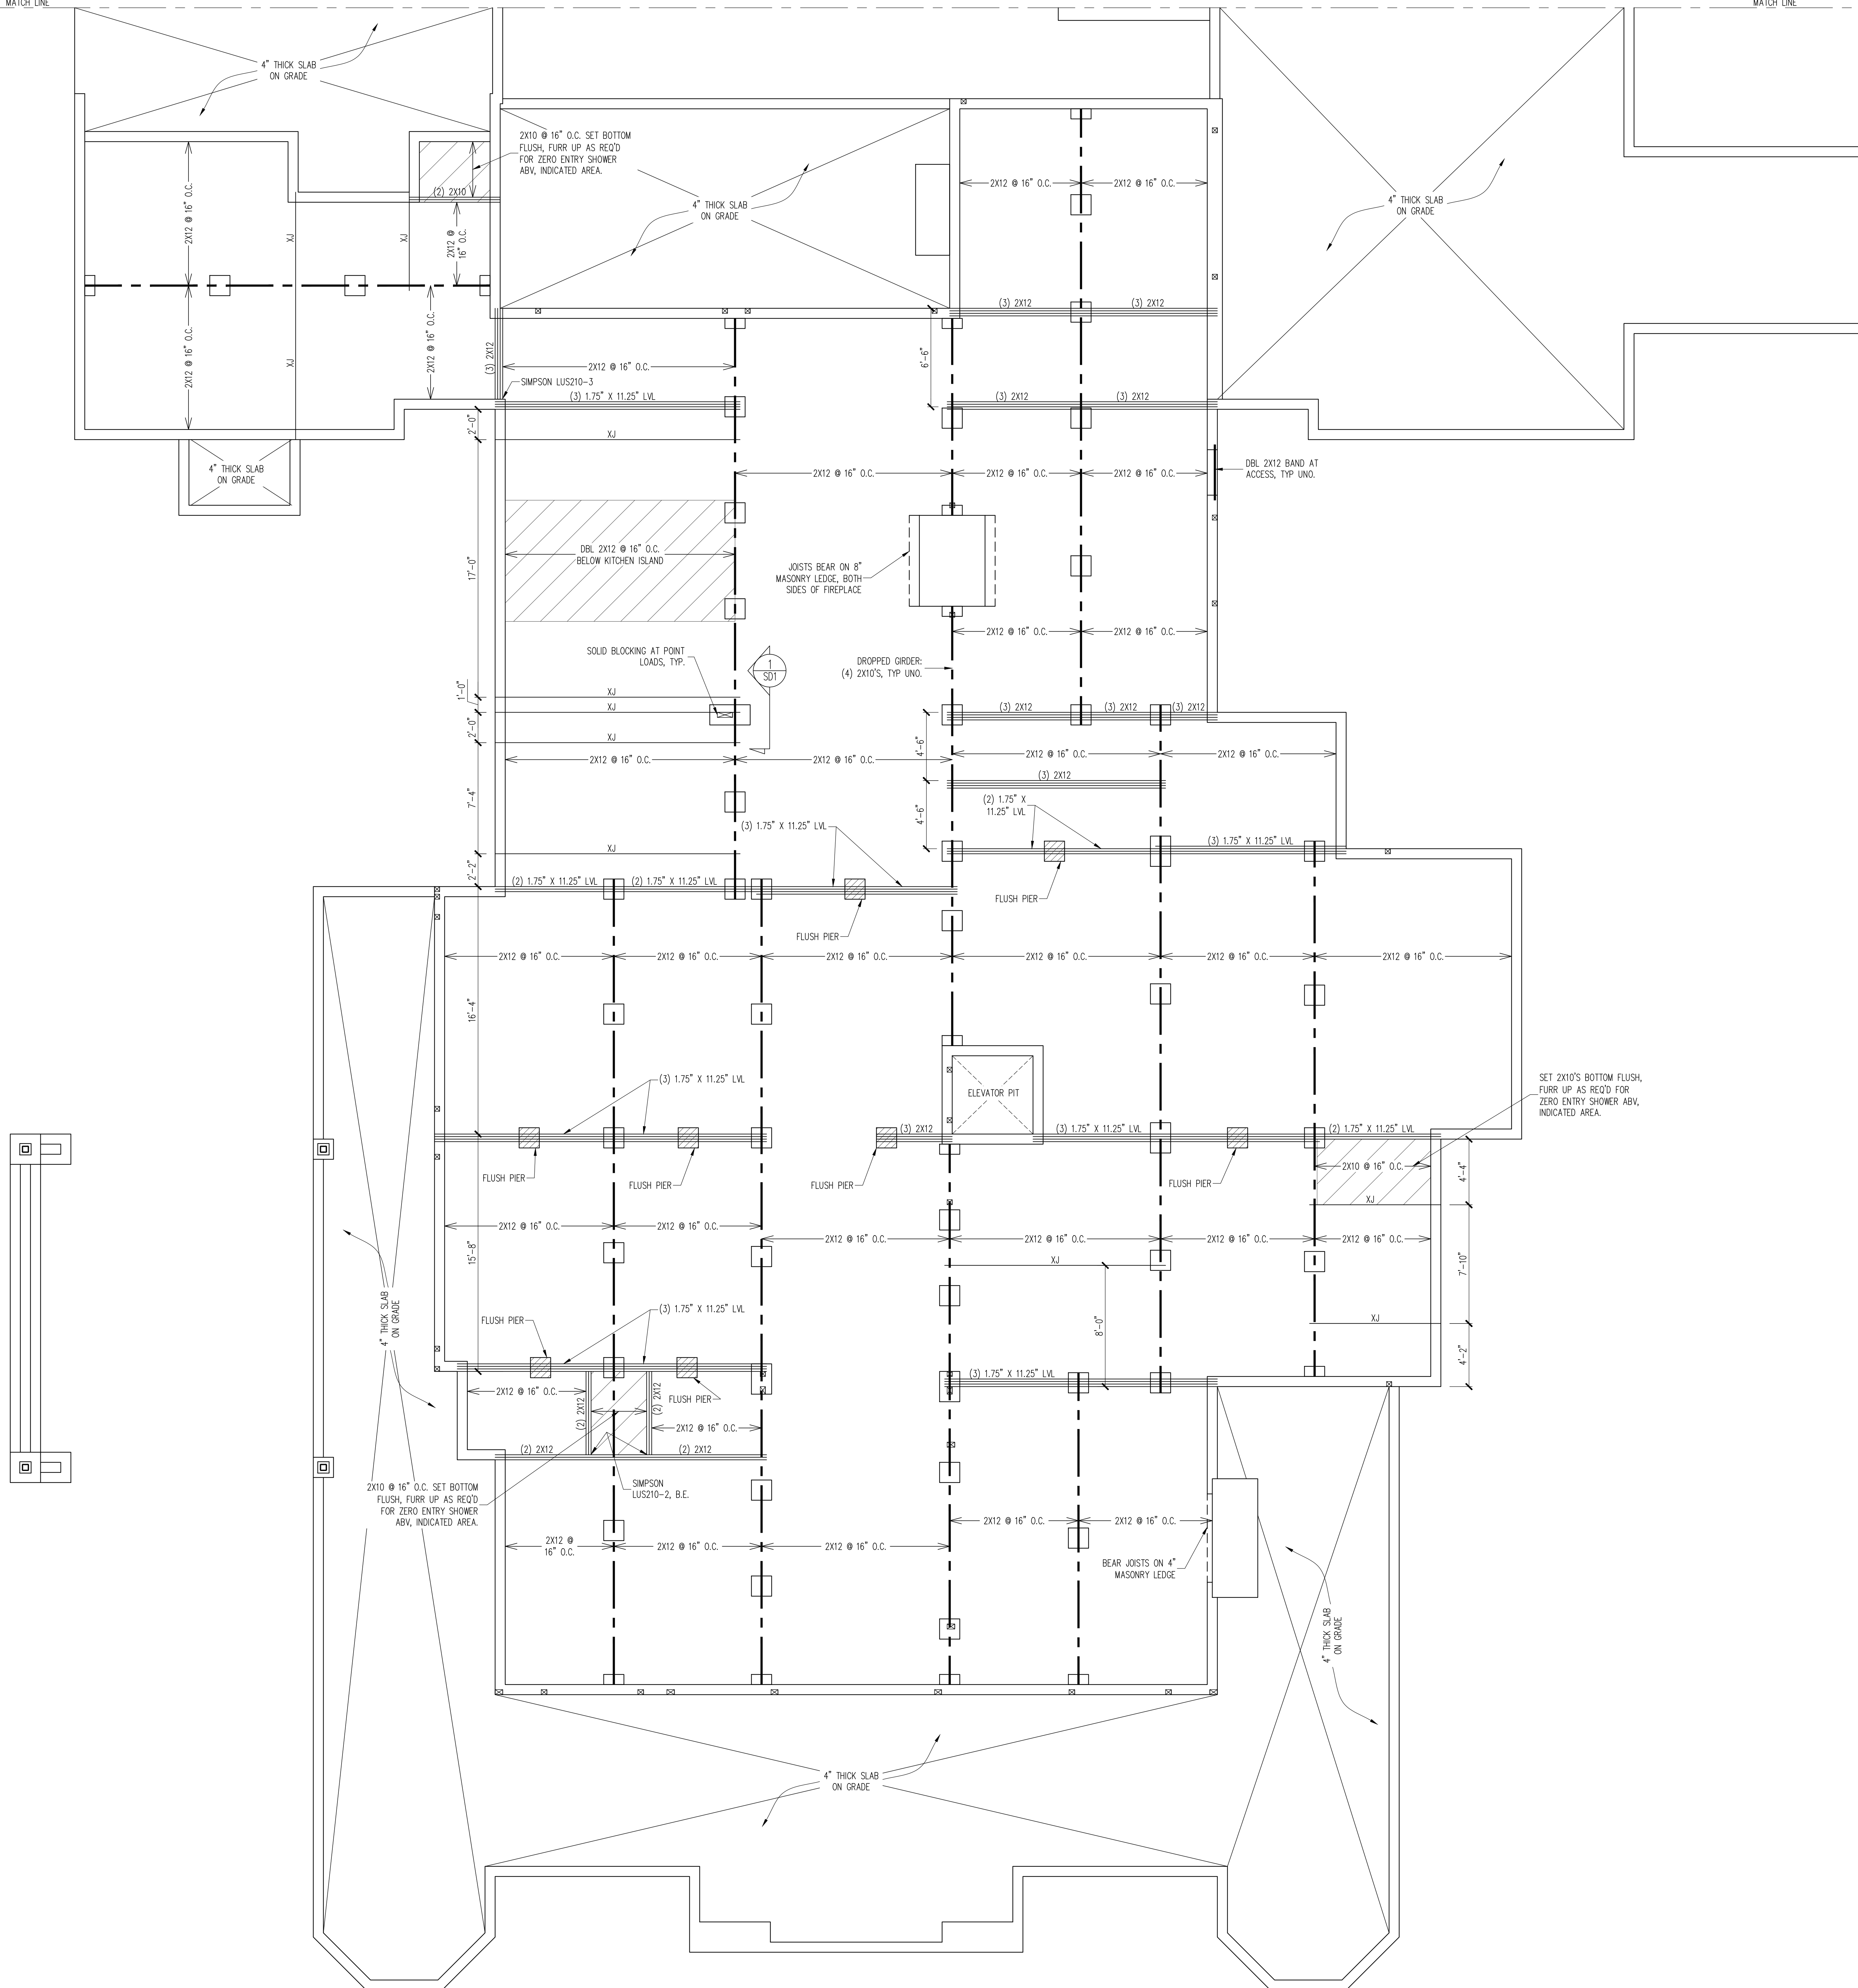 MATCH LINE
MATCH LINE
4" THICK SLAB
ON GRADE
2X10 @ 16" O.C. SET BOTTOM
FLUSH, FURR UP AS REQ'D
FOR ZERO ENTRY SHOWER
ABV, INDICATED AREA.
(2) 2X10
2X12 @ 16" O.C.
XJ
XJ
2X12 @
16" O.C.
4" THICK SLAB
ON GRADE
2X12 @ 16" O.C.
2X12 @ 16" O.C.
4" THICK SLAB
ON GRADE
2X12 @ 16" O.C.
XJ
2X12 @ 16" O.C.
(3) 2X12
(3) 2X12
(3) 2X12
6'-6"
2X12 @ 16" O.C.
SIMPSON LUS210-3
(3) 1.75" X 11.25" LVL
(3) 2X12
(3) 2X12
2'-0"
XJ
4" THICK SLAB
ON GRADE
2X12 @ 16" O.C.
2X12 @ 16" O.C.
2X12 @ 16" O.C.
DBL 2X12 BAND AT
ACCESS, TYP UNO.
17'-0"
DBL 2X12 @ 16" O.C.
BELOW KITCHEN ISLAND
JOISTS BEAR ON 8"
MASONRY LEDGE, BOTH
SIDES OF FIREPLACE
2X12 @ 16" O.C.
2X12 @ 16" O.C.
SOLID BLOCKING AT POINT
LOADS, TYP.
1
SD1
DROPPED GIRDER:
(4) 2X10'S, TYP UNO.
1'-0"
XJ
XJ
2'-0"
XJ
(3) 2X12
(3) 2X12
(3) 2X12
4'-6"
2X12 @ 16" O.C.
2X12 @ 16" O.C.
2X12 @ 16" O.C.
2X12 @ 16" O.C.
(3) 2X12
7'-4"
4'-6"
(2) 1.75" X
11.25" LVL
(3) 1.75" X 11.25" LVL
(3) 1.75" X 11.25" LVL
XJ
2'-2"
(2) 1.75" X 11.25" LVL
(2) 1.75" X 11.25" LVL
FLUSH PIER
FLUSH PIER
2X12 @ 16" O.C.
2X12 @ 16" O.C.
2X12 @ 16" O.C.
2X12 @ 16" O.C.
2X12 @ 16" O.C.
2X12 @ 16" O.C.
16'-4"
(3) 1.75" X 11.25" LVL
ELEVATOR PIT
SET 2X10'S BOTTOM FLUSH,
FURR UP AS REQ'D FOR
ZERO ENTRY SHOWER ABV,
INDICATED AREA.
(3) 2X12
(3) 1.75" X 11.25" LVL
(2) 1.75" X 11.25" LVL
FLUSH PIER
FLUSH PIER
FLUSH PIER
FLUSH PIER
2X10 @ 16" O.C.
4'-4"
XJ
2X12 @ 16" O.C.
2X12 @ 16" O.C.
2X12 @ 16" O.C.
2X12 @ 16" O.C.
2X12 @ 16" O.C.
2X12 @ 16" O.C.
15'-8"
XJ
7'-10"
4" THICK SLAB
ON GRADE
FLUSH PIER
(3) 1.75" X 11.25" LVL
8'-0"
XJ
4'-2"
(3) 1.75" X 11.25" LVL
2X12 @ 16" O.C.
(2) 2X12
(2) 2X12
FLUSH PIER
2X12 @ 16" O.C.
(2) 2X12
(2) 2X12
2X10 @ 16" O.C. SET BOTTOM
FLUSH, FURR UP AS REQ'D
FOR ZERO ENTRY SHOWER
ABV, INDICATED AREA.
SIMPSON
LUS210-2, B.E.
2X12 @
16" O.C.
2X12 @ 16" O.C.
2X12 @ 16" O.C.
2X12 @ 16" O.C.
2X12 @ 16" O.C.
BEAR JOISTS ON 4"
MASONRY LEDGE
4" THICK SLAB
ON GRADE
4" THICK SLAB
ON GRADE